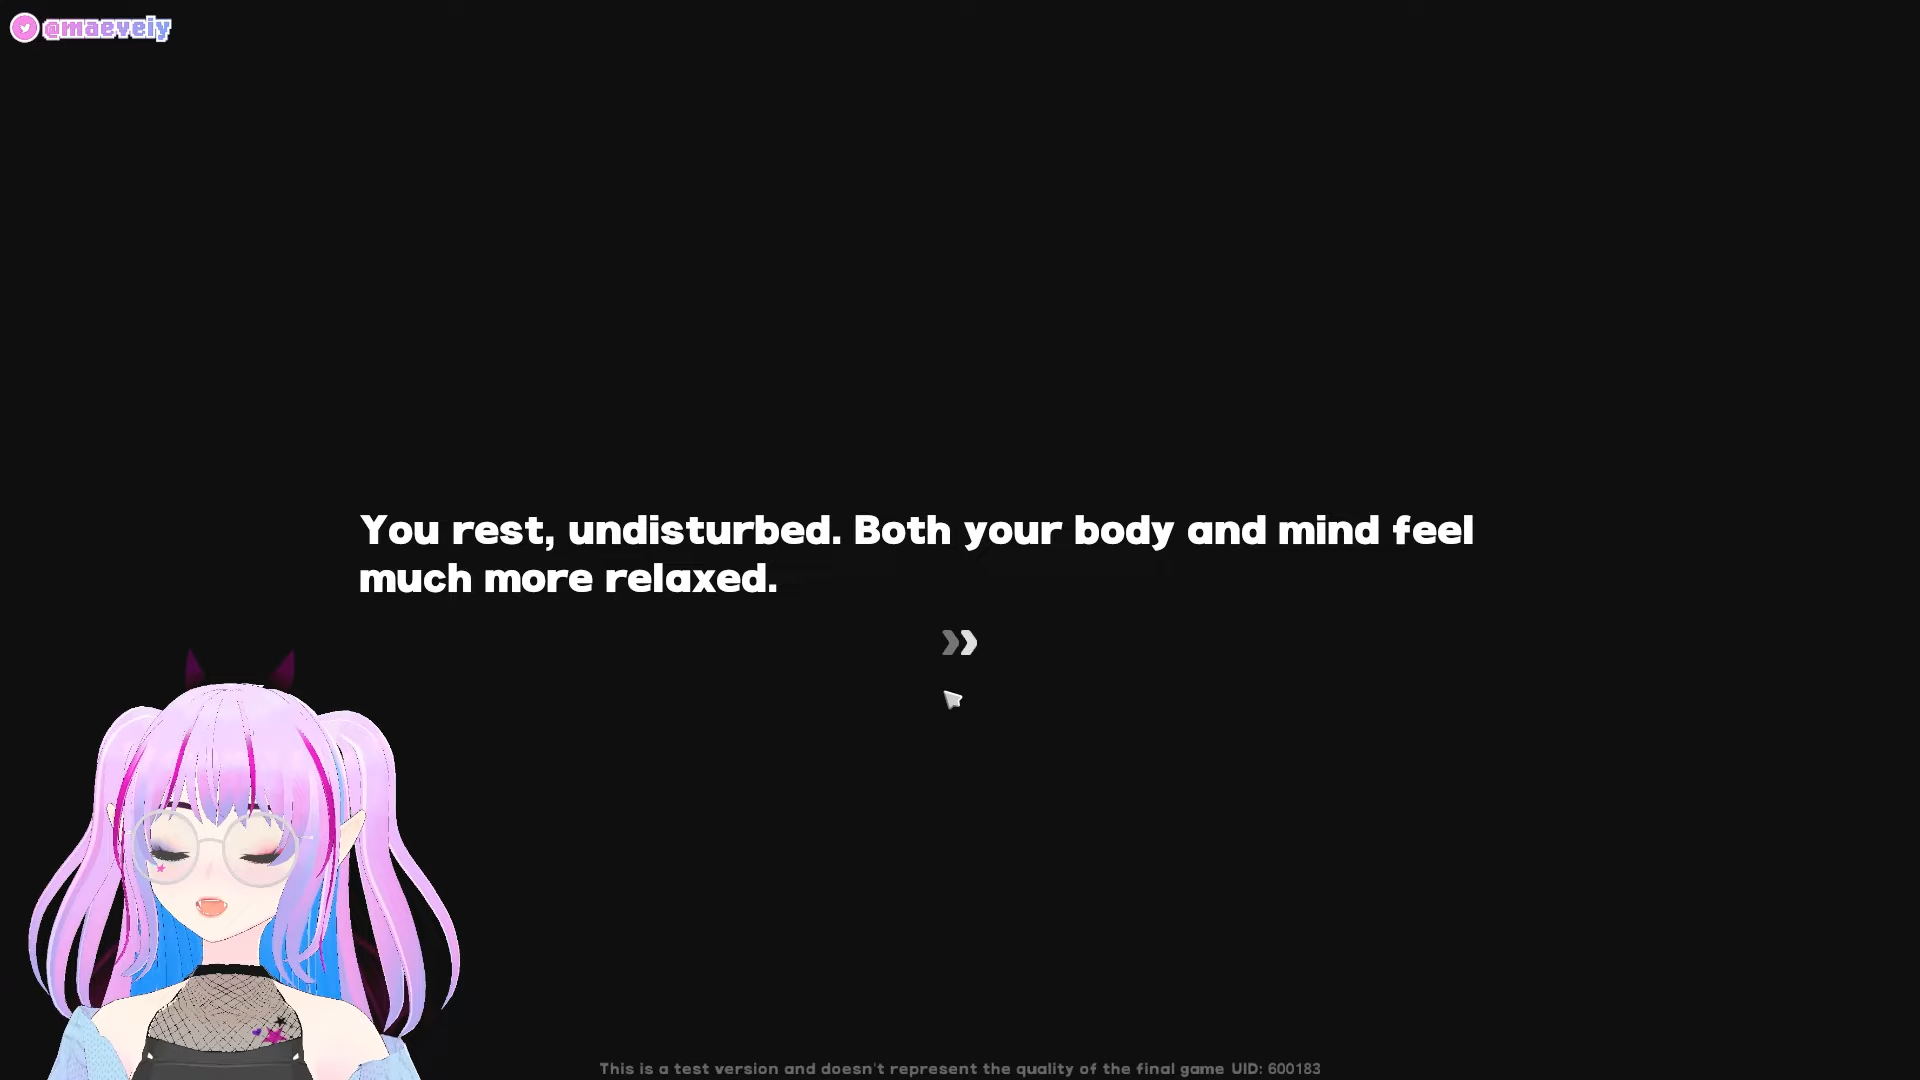 @maeveiy
You rest, undisturbed. Both your body and mind feel
much more relaxed.
This is a test version and doesn't represent the quality of the final game UID: 600183